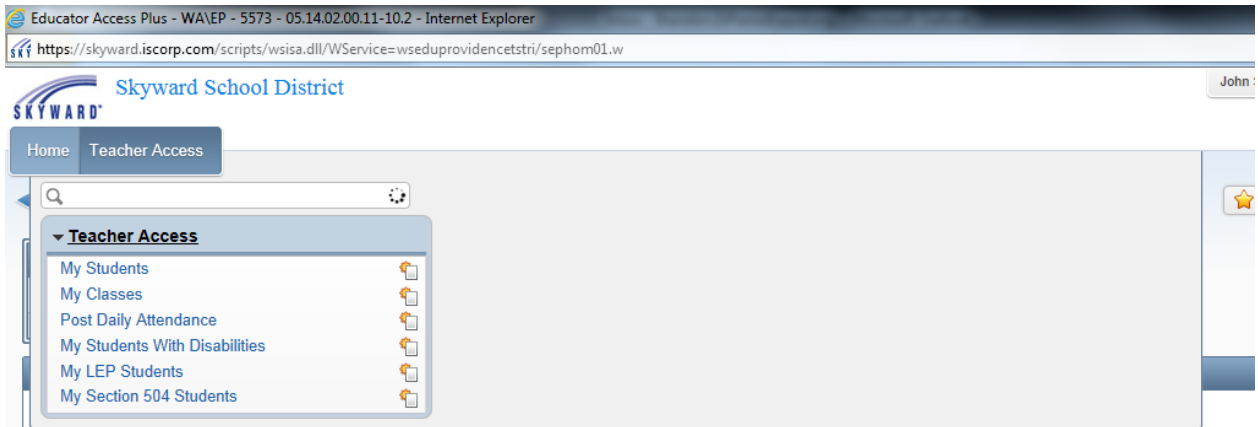 Educator Access Plus - WA\EP - 5573 - 05.14.02.00.11-10.2 - Internet Explorer
https://skyward.iscorp.com/scripts/wsisa.dll/WService=wseduprovidencetstri/sephom01.w
Skyward School District
John
SKYWARD
Home Teacher Access
Teacher Access
My Students
My Classes
Post Daily Attendance
My Students With Disabilities
My LEP Students
My Section 504 Students